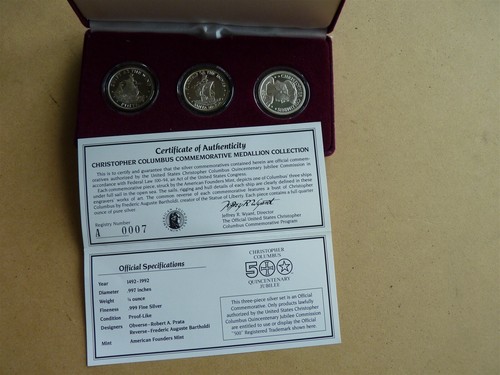 Certificate of Authenticity
CHRISTOPHER COLUMBUS COMMEMORATIVE MEDALLION COLLECTION
This is to certify and guarantee that the silver commemoratives contained herein are official commem-
oratives authorized by the United States Christopher Columbus Quincentenary Jubilee Commission in
accordance with Federal Law 100-94, an Act of the United States Congress.
Each commemorative piece, struck by the American Founders Mint, depicts one of Columbus' three ships
under full sail in the open sea. The sails, rigging and hull details of each ship are clearly defined in these
engravers' works of art. The common reverse of each commemorative features a bust of Christopher
Columbus by Frederic Auguste Bartholdi, creator of the Statue of Liberty. Each piece contains a full quarter
ounce of pure silver.
Registry Number
A 0007
Jeffrey R. Bryant, Director
The Official United States Christopher
Columbus Commemorative Program
Official Specifications
Year 1492-1992
Diameter .997 inches
Weight ¼ ounce
Fineness .999 Fine Silver
Condition Proof-Like
Designers Obverse-Robert A. Prata
Reverse-Frederic Auguste Bartholdi
Mint American Founders Mint
CHRISTOPHER
COLUMBUS
500
QUINCENTENARY
JUBILEE
This three-piece silver set is an Official
Commemorative. Only products lawfully
authorized by the United States Christopher
Columbus Quincentenary Jubilee Commission
are entitled to use or display the Official
"500" Registered Trademark shown here.